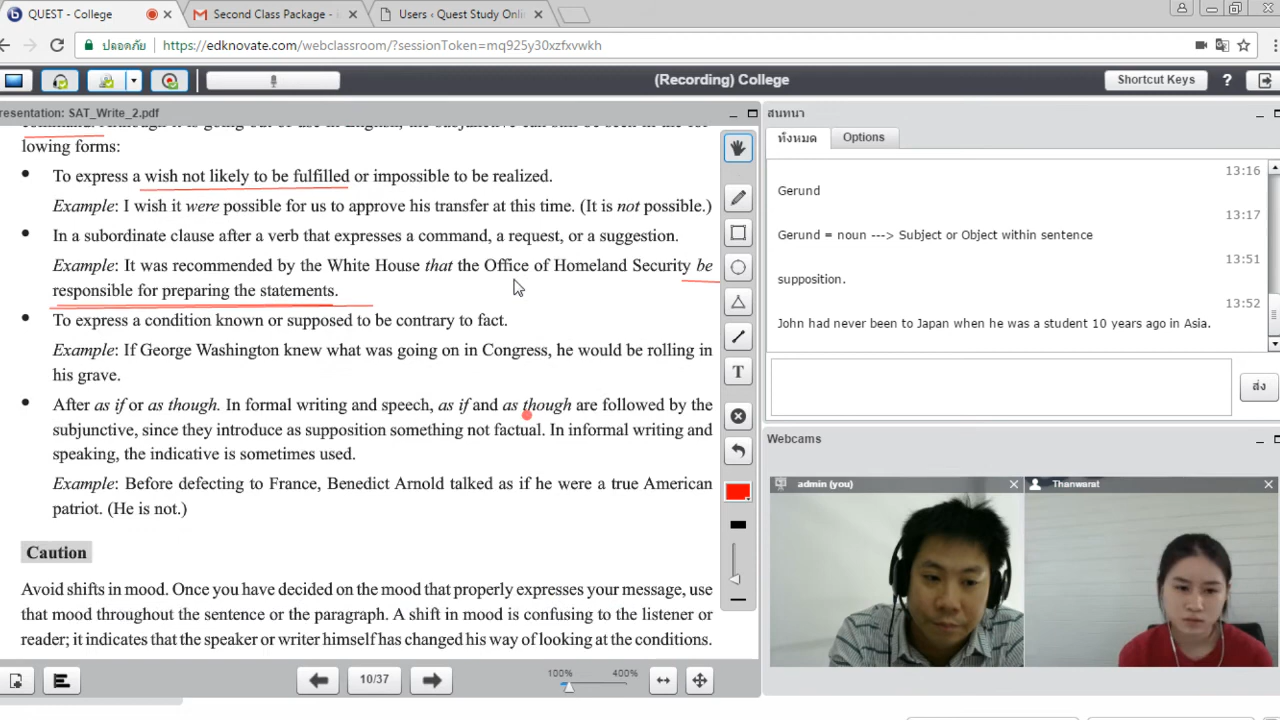 QUEST - College
Second Class Package -
Users ‹ Quest Study Onli
ปลอดภัย
https://edknovate.com/webclassroom/?sessionToken=mq925y30xzfxvwkh
(Recording) College
Shortcut Keys
?
resentation: SAT_Write_2.pdf
lowing forms:
• To express a wish not likely to be fulfilled or impossible to be realized.
Example: I wish it were possible for us to approve his transfer at this time. (It is not possible.)
• In a subordinate clause after a verb that expresses a command, a request, or a suggestion.
Example: It was recommended by the White House that the Office of Homeland Security be
responsible for preparing the statements.
• To express a condition known or supposed to be contrary to fact.
Example: If George Washington knew what was going on in Congress, he would be rolling in
his grave.
• After as if or as though. In formal writing and speech, as if and as though are followed by the
subjunctive, since they introduce as supposition something not factual. In informal writing and
speaking, the indicative is sometimes used.
Example: Before defecting to France, Benedict Arnold talked as if he were a true American
patriot. (He is not.)
Caution
Avoid shifts in mood. Once you have decided on the mood that properly expresses your message, use
that mood throughout the sentence or the paragraph. A shift in mood is confusing to the listener or
reader; it indicates that the speaker or writer himself has changed his way of looking at the conditions.
T
10/37
100%
400%
สนทนา
ทั้งหมด
Options
13:16
Gerund
13:17
Gerund = noun ---> Subject or Object within sentence
13:51
supposition.
13:52
John had never been to Japan when he was a student 10 years ago in Asia.
ส่ง
Webcams
admin (you)
Thanwarat